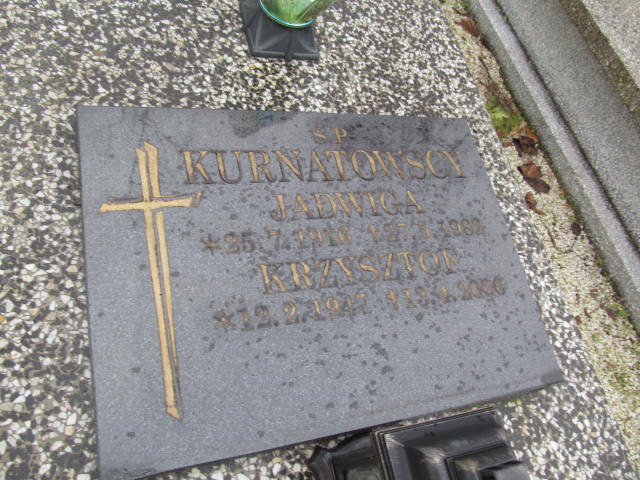 Ś.P.
KURNATOWSCY
JADWIGA
*25.7.1916 †27.3.1982
KRZYSZTOF
*12.2.1947 †13.4.2006